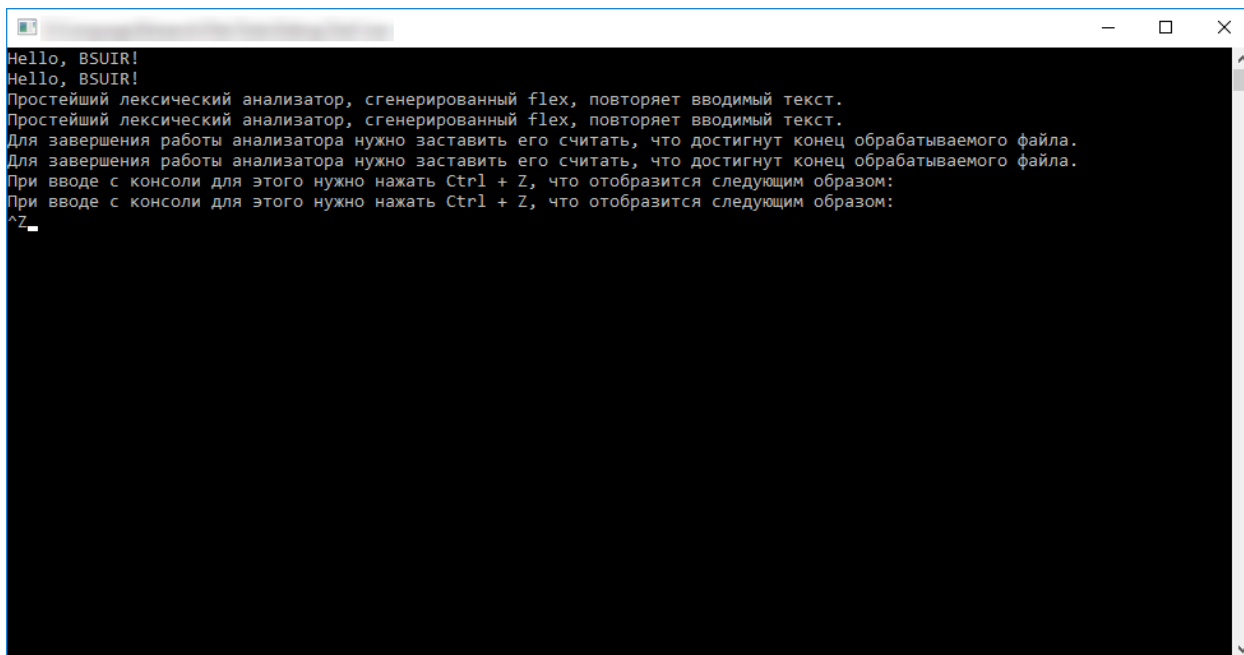 Hello, BSUIR!
Hello, BSUIR!
Простейший лексический анализатор, сгенерированный flex, повторяет вводимый текст.
Простейший лексический анализатор, сгенерированный flex, повторяет вводимый текст.
Для завершения работы анализатора нужно заставить его считать, что достигнут конец обрабатываемого файла.
Для завершения работы анализатора нужно заставить его считать, что достигнут конец обрабатываемого файла.
При вводе с консоли для этого нужно нажать Ctrl + Z, что отобразится следующим образом:
При вводе с консоли для этого нужно нажать Ctrl + Z, что отобразится следующим образом:
^Z